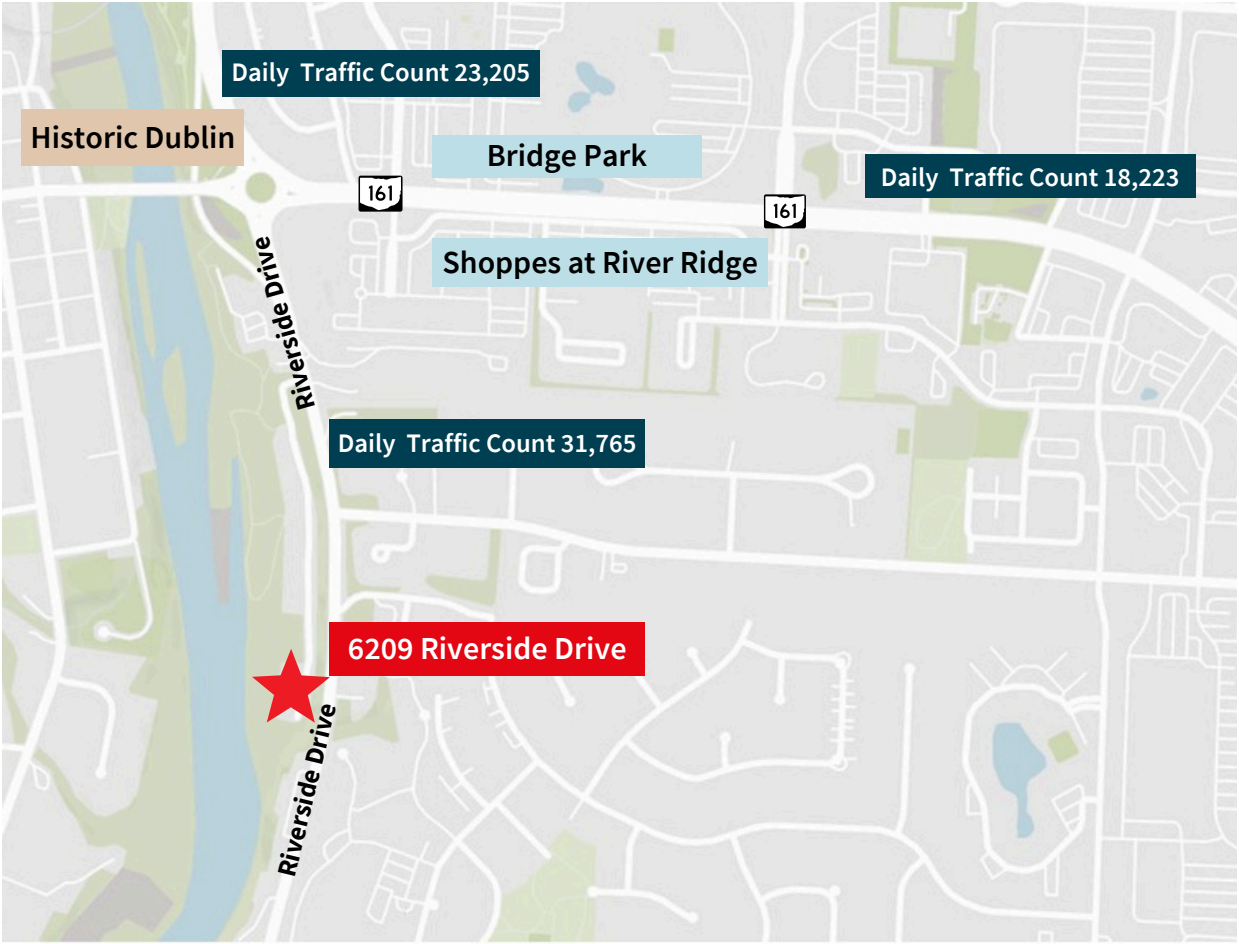 Daily Traffic Count 23,205
Historic Dublin
Bridge Park
Daily Traffic Count 18,223
161
161
Shoppes at River Ridge
Riverside Drive
Daily Traffic Count 31,765
6209 Riverside Drive
Riverside Drive